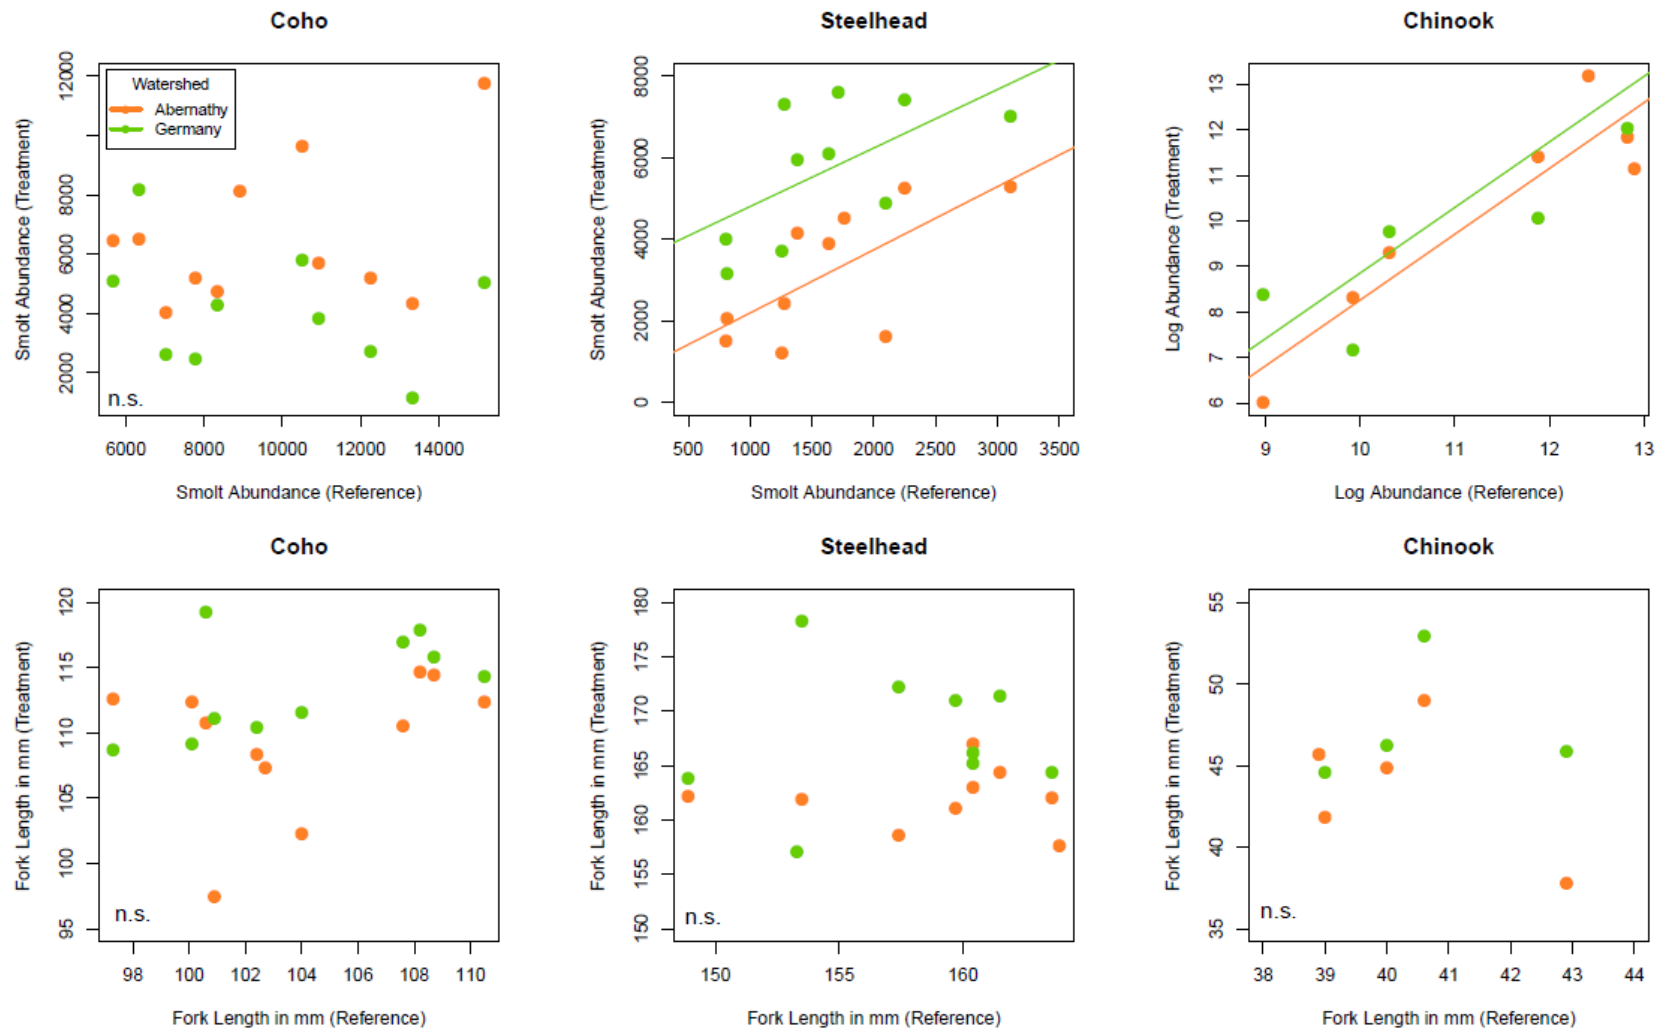 Coho
Steelhead
Chinook
Smolt Abundance (Treatment)
12000
8000
6000
4000
2000
Watershed
Abernathy
Germany
n.s.
6000 8000 10000 12000 14000
Smolt Abundance (Reference)
Smolt Abundance (Treatment)
8000
6000
4000
2000
0
500 1000 1500 2000 2500 3000 3500
Smolt Abundance (Reference)
Log Abundance (Treatment)
13
12
11
10
9
8
7
6
9 10 11 12 13
Log Abundance (Reference)
Coho
Steelhead
Chinook
Fork Length in mm (Treatment)
120
115
110
105
100
95
n.s.
98 100 102 104 106 108 110
Fork Length in mm (Reference)
Fork Length in mm (Treatment)
180
175
170
165
160
155
150
n.s.
150 155 160
Fork Length in mm (Reference)
Fork Length in mm (Treatment)
55
50
45
40
35
n.s.
38 39 40 41 42 43 44
Fork Length in mm (Reference)